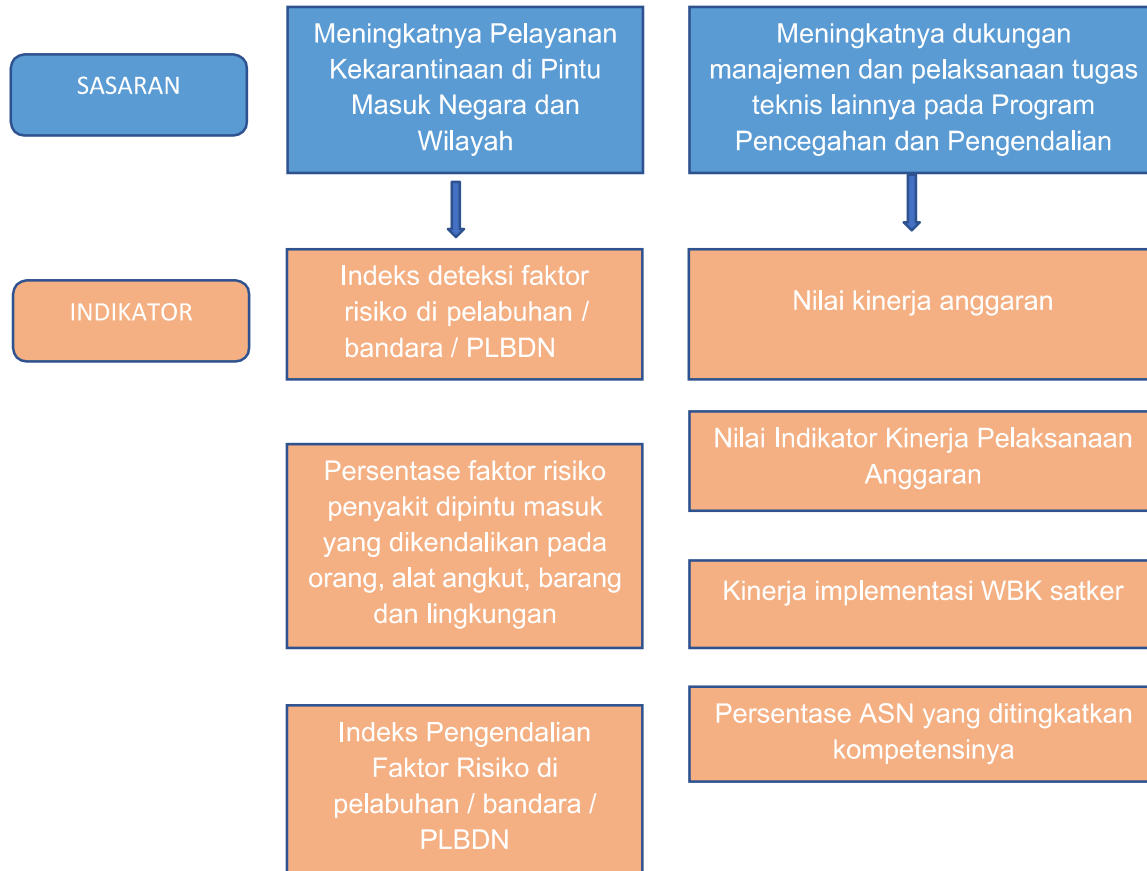 SASARAN
Meningkatnya Pelayanan
Kekarantinaan di Pintu
Masuk Negara dan
Wilayah
Meningkatnya dukungan
manajemen dan pelaksanaan tugas
teknis lainnya pada Program
Pencegahan dan Pengendalian
INDIKATOR
Indeks deteksi faktor
risiko di pelabuhan /
bandara / PLBDN
Nilai kinerja anggaran
Persentase faktor risiko
penyakit dipintu masuk
yang dikendalikan pada
orang, alat angkut, barang
dan lingkungan
Nilai Indikator Kinerja Pelaksanaan
Anggaran
Kinerja implementasi WBK satker
Indeks Pengendalian
Faktor Risiko di
pelabuhan / bandara /
PLBDN
Persentase ASN yang ditingkatkan
kompetensinya